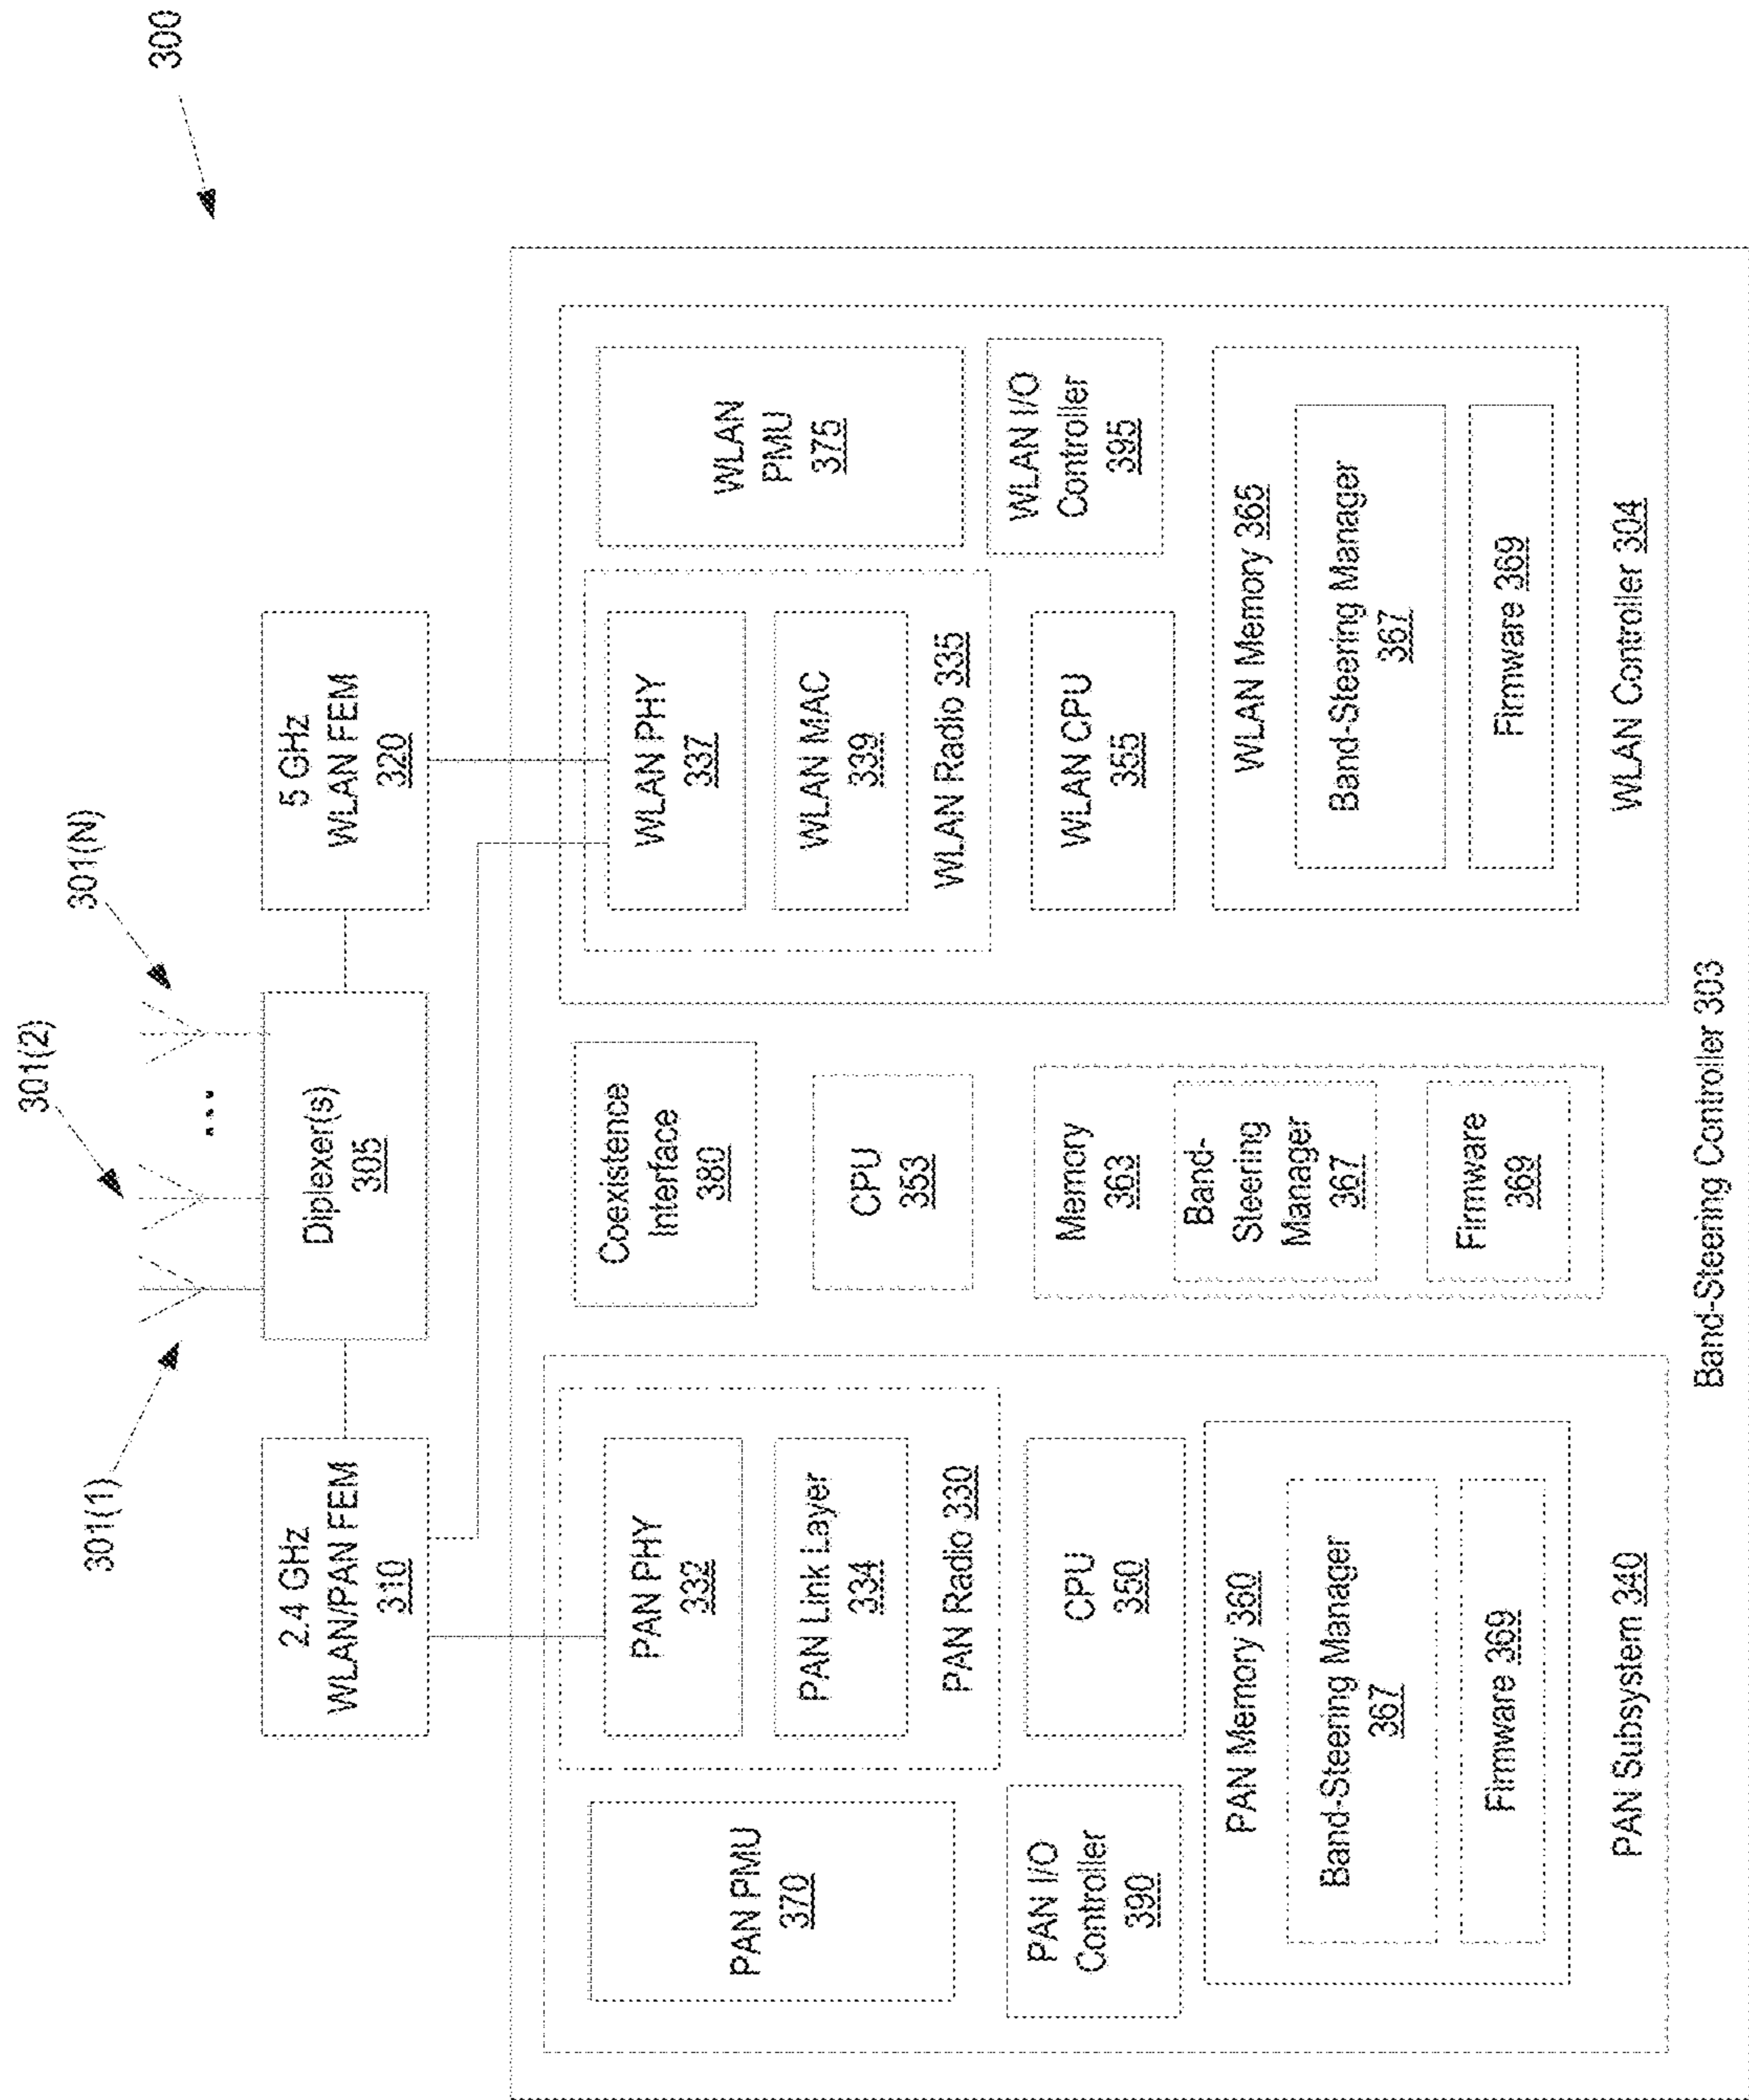 300
301(1)
301(2)
301(N)
...
2.4 GHz
WLAN/PAN FEM
310
Diplexer(s)
305
5 GHz
WLAN FEM
320
PAN PMU
370
PAN PHY
332
PAN Link Layer
334
PAN Radio 330
PAN I/O
Controller
390
CPU
350
PAN Memory 360
Band-Steering Manager
367
Firmware 369
PAN Subsystem 340
Coexistence
Interface
380
CPU
353
Memory
363
Band-
Steering
Manager
367
Firmware
369
WLAN PHY
337
WLAN MAC
339
WLAN Radio 335
WLAN
PMU
375
WLAN CPU
355
WLAN I/O
Controller
395
WLAN Memory 365
Band-Steering Manager
367
Firmware 369
WLAN Controller 304
Band-Steering Controller 303